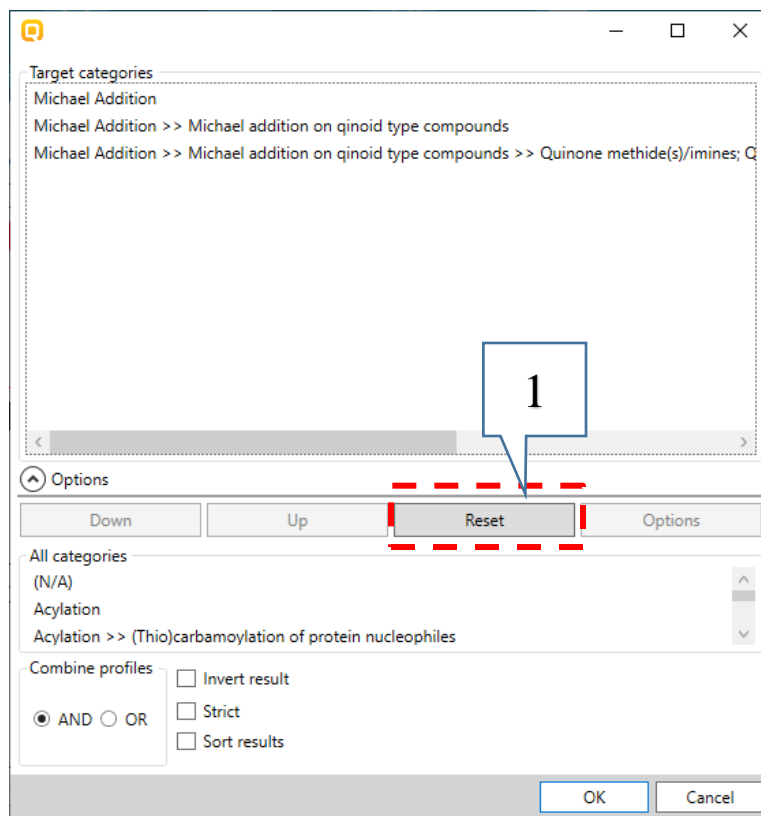 Target categories
Michael Addition
Michael Addition >> Michael addition on qinoid type compounds
Michael Addition >> Michael addition on qinoid type compounds >> Quinone methide(s)/imines; Q
1
Options
Down Up Reset Options
All categories
(N/A)
Acylation
Acylation >> (Thio)carbamoylation of protein nucleophiles
Combine profiles
Invert result
AND OR
Strict
Sort results
OK Cancel